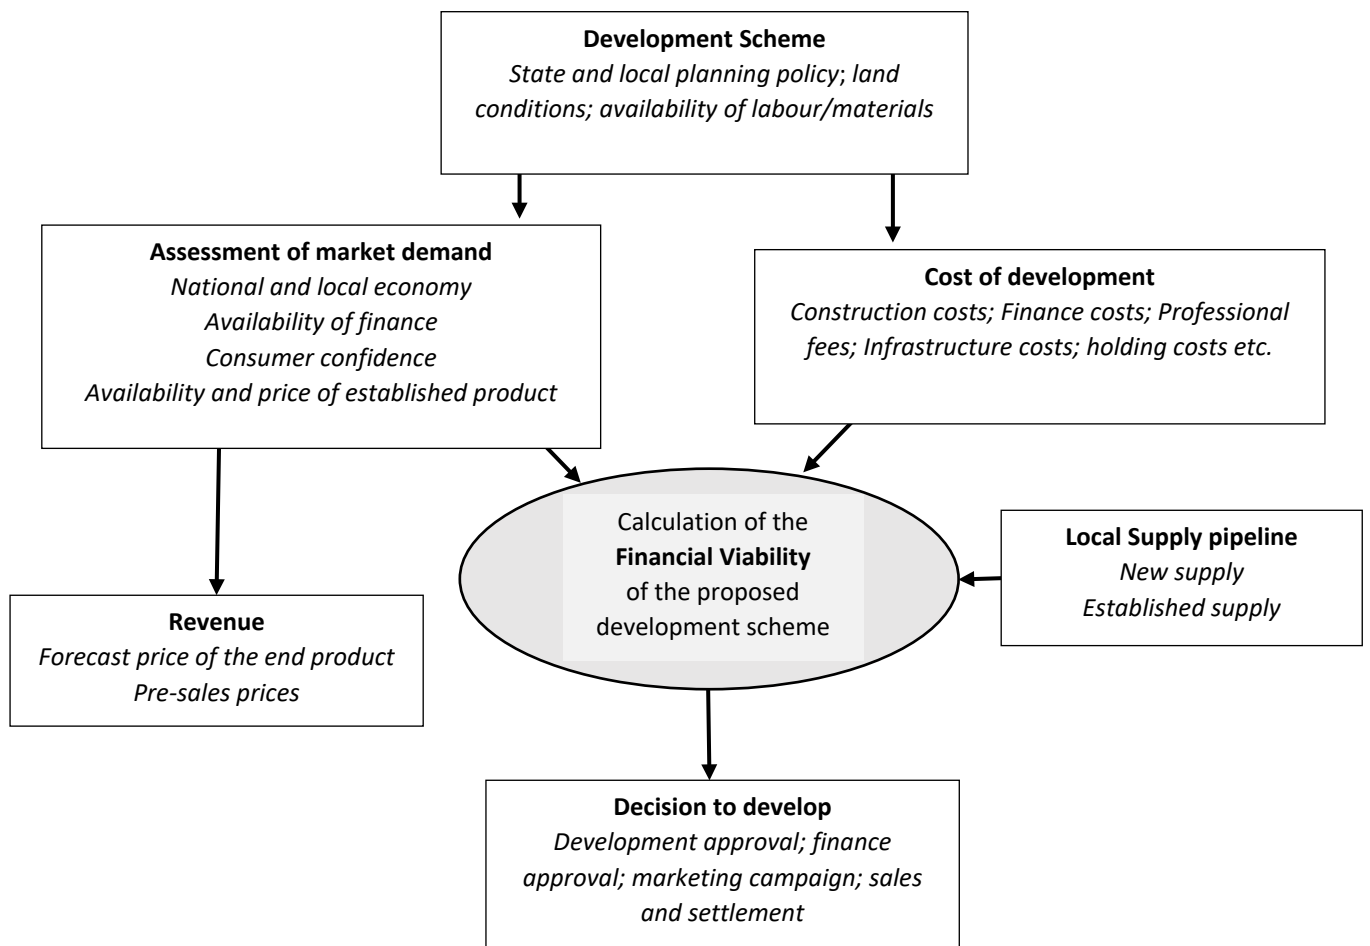 Development Scheme
State and local planning policy; land
conditions; availability of labour/materials
Assessment of market demand
National and local economy
Availability of finance
Consumer confidence
Availability and price of established product
Cost of development
Construction costs; Finance costs; Professional
fees; Infrastructure costs; holding costs etc.
Calculation of the
Financial Viability
of the proposed
development scheme
Local Supply pipeline
New supply
Established supply
Revenue
Forecast price of the end product
Pre-sales prices
Decision to develop
Development approval; finance
approval; marketing campaign; sales
and settlement